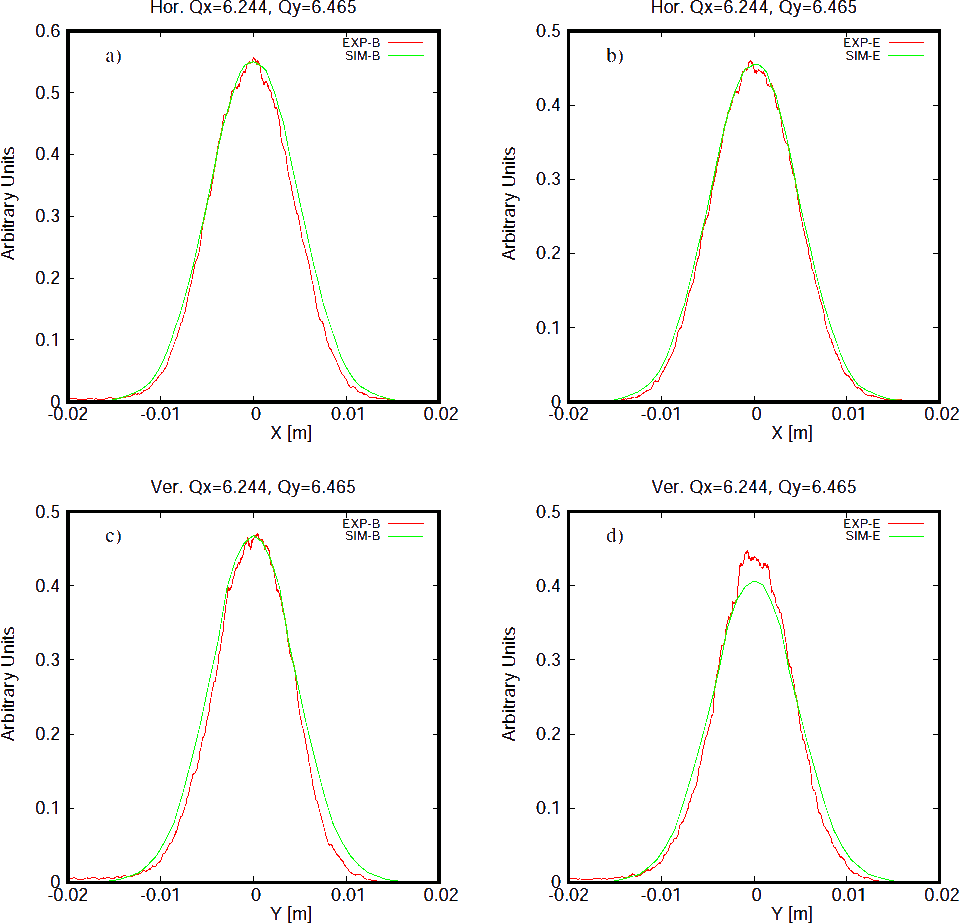 Hor. Qx=6.244, Qy=6.465
a)
EXP-B
SIM-B
0.6
0.5
0.4
0.3
0.2
0.1
0
Arbitrary Units
-0.02 -0.01 0 0.01 0.02
X [m]
Hor. Qx=6.244, Qy=6.465
b)
EXP-E
SIM-E
0.5
0.4
0.3
0.2
0.1
0
Arbitrary Units
-0.02 -0.01 0 0.01 0.02
X [m]
Ver. Qx=6.244, Qy=6.465
c)
EXP-B
SIM-B
0.5
0.4
0.3
0.2
0.1
0
Arbitrary Units
-0.02 -0.01 0 0.01 0.02
Y [m]
Ver. Qx=6.244, Qy=6.465
d)
EXP-E
SIM-E
0.5
0.4
0.3
0.2
0.1
0
Arbitrary Units
-0.02 -0.01 0 0.01 0.02
Y [m]